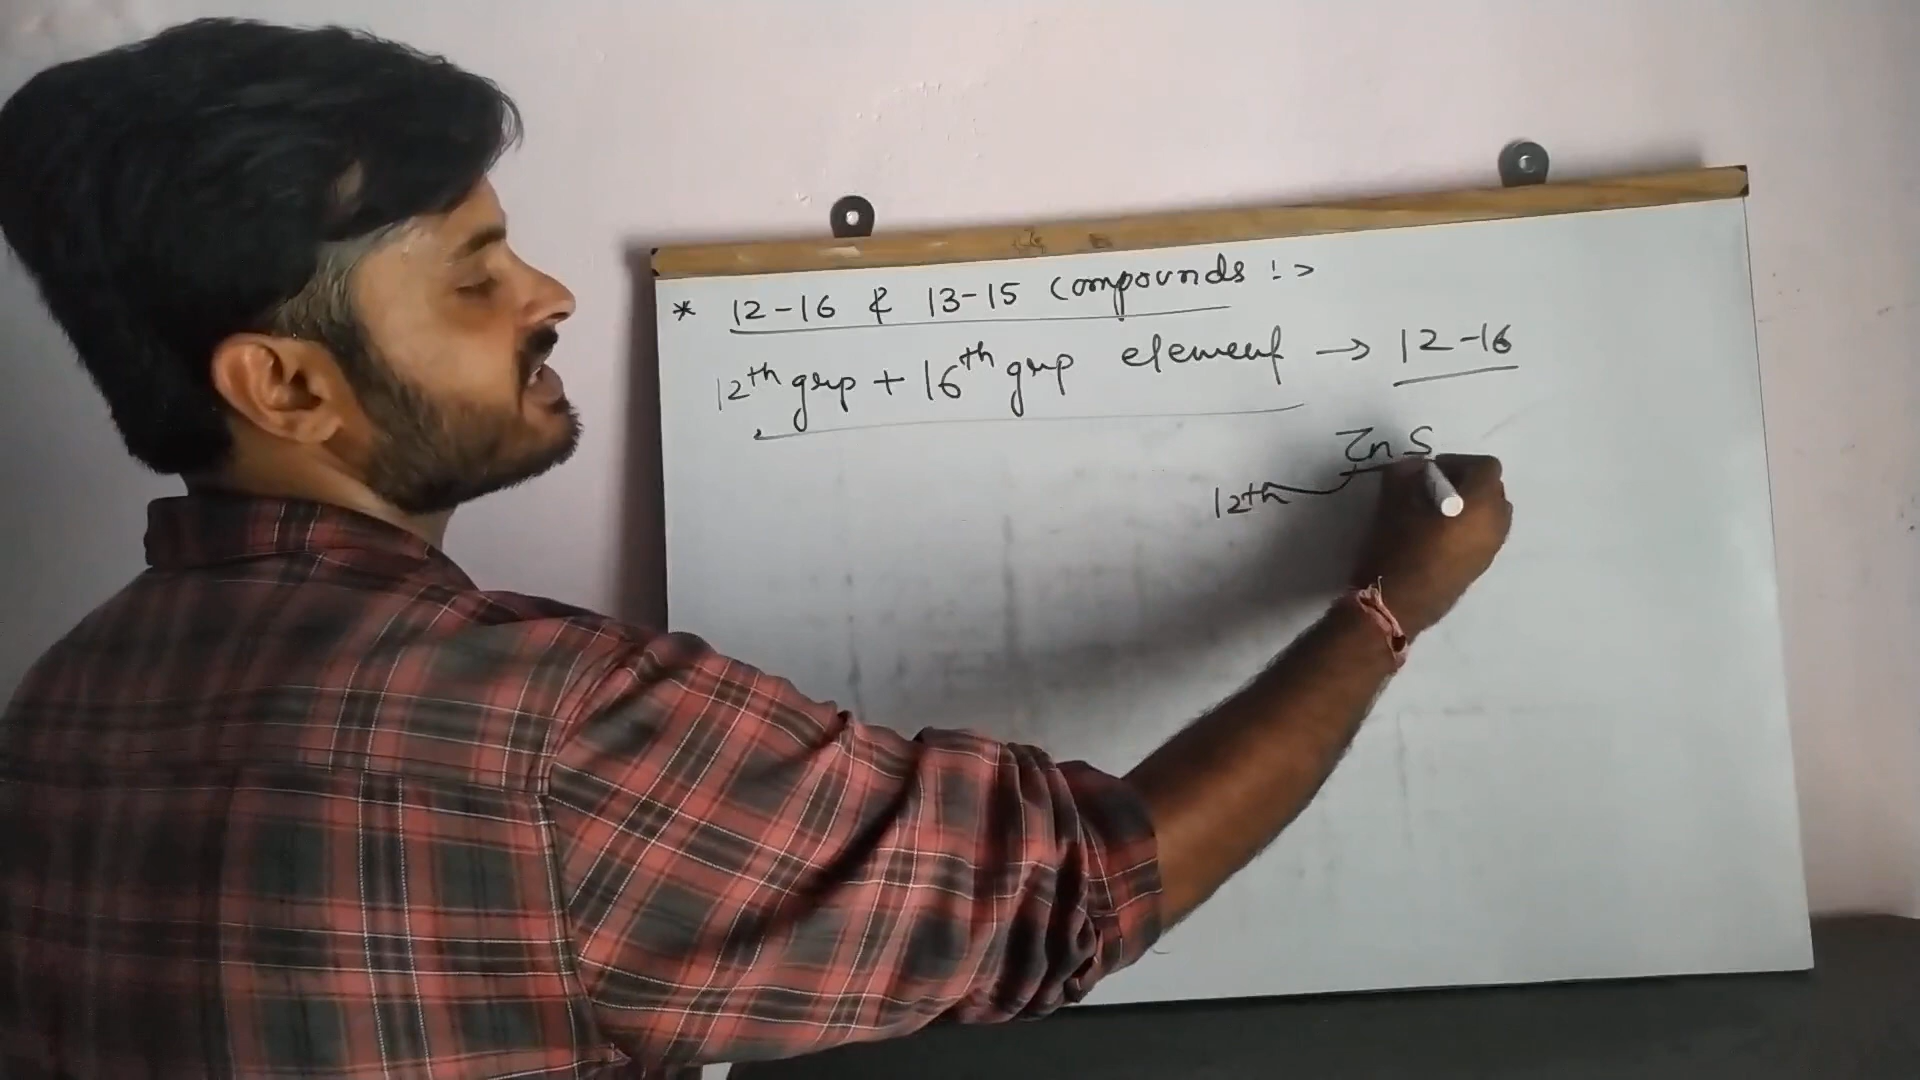 * 12-16 & 13-15 compounds :->
12th grp + 16th grp element → 12-16
ZnS
12th